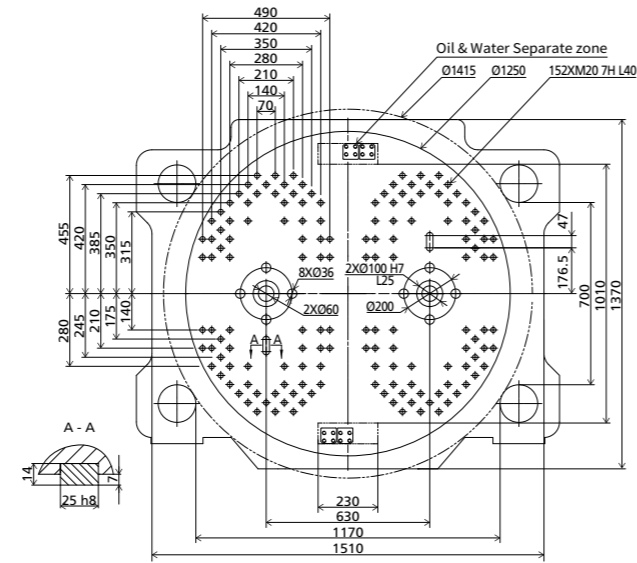 490
420
350
280
210
140
70
Oil & Water Separate zone
Ø1415
Ø1250
152XM20 7H L40
455
420
385
350
315
47
176.5
8XØ36
2XØ100 H7
L25
2XØ60
Ø200
700
1010
1370
280
245
210
175
140
A
A
A - A
14
7
25 h8
230
630
1170
1510